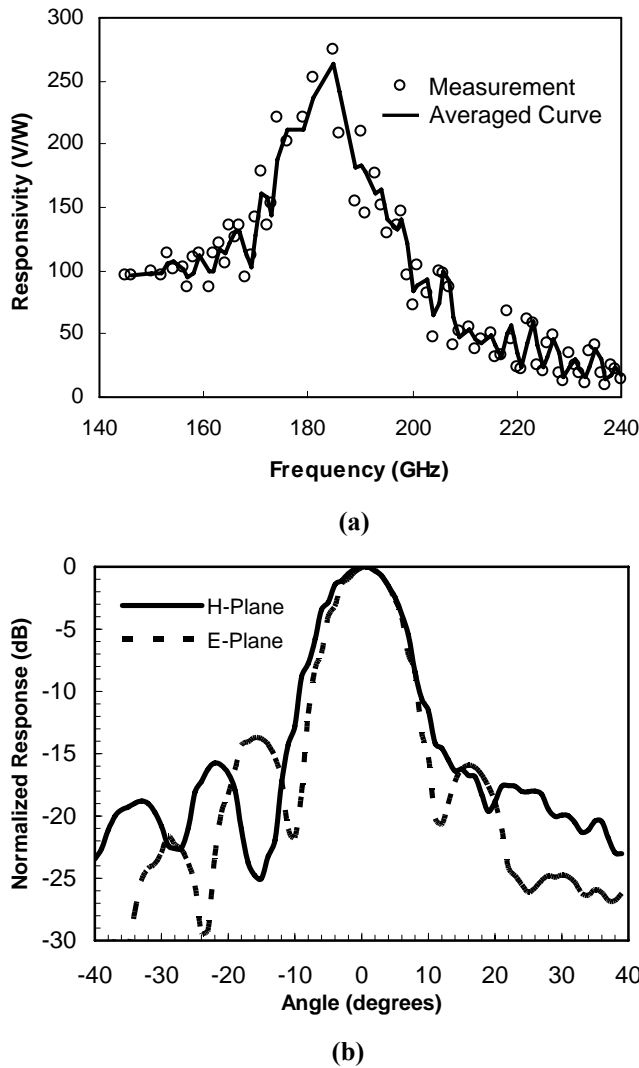 300
250
200
150
100
50
0
Responsivity (V/W)
Measurement
Averaged Curve
140 160 180 200 220 240
Frequency (GHz)
(a)
0
-5
-10
-15
-20
-25
-30
Normalized Response (dB)
H-Plane
E-Plane
-40 -30 -20 -10 0 10 20 30 40
Angle (degrees)
(b)